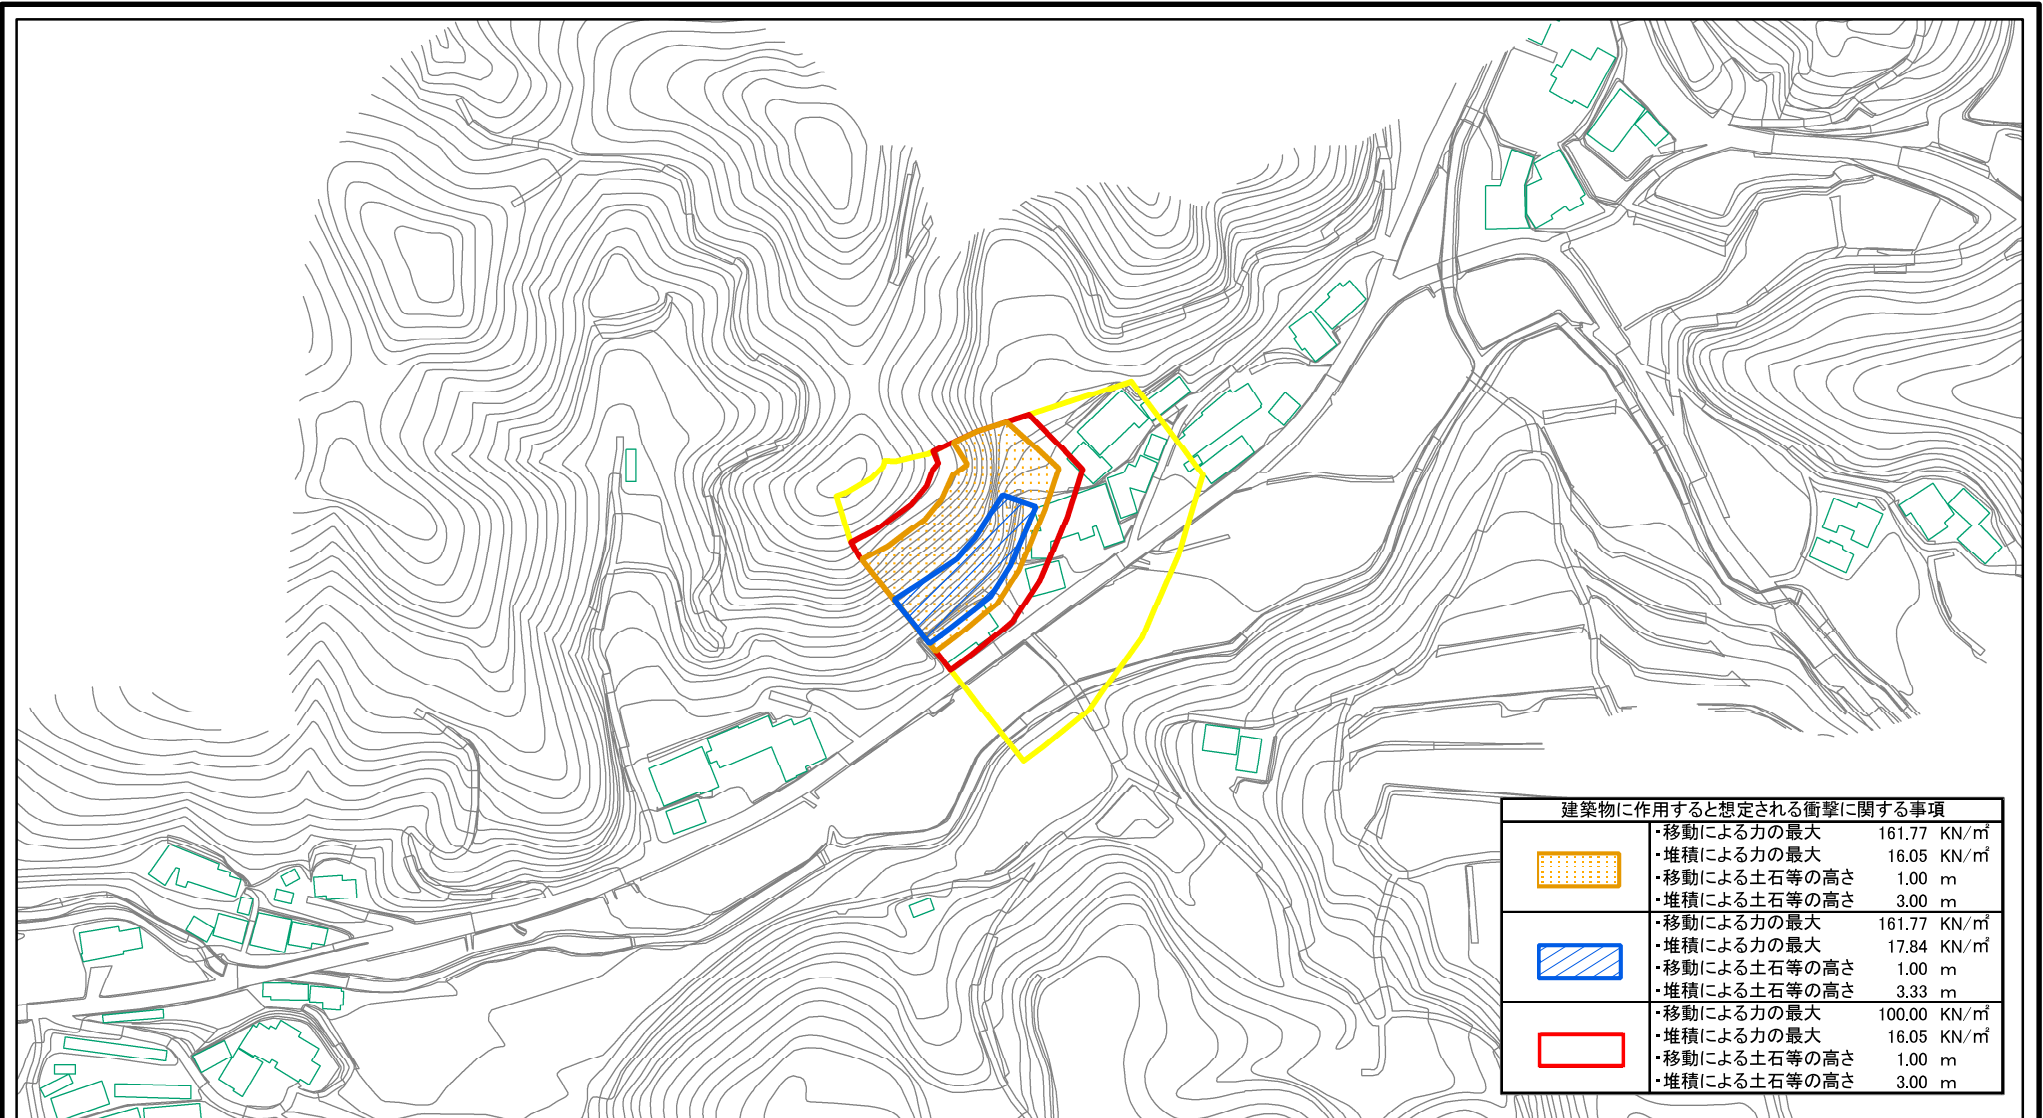 建築物に作用すると想定される衝撃に関する事項
・移動による力の最大 161.77 KN/㎡
・堆積による力の最大 16.05 KN/㎡
・移動による土石等の高さ 1.00 m
・堆積による土石等の高さ 3.00 m
・移動による力の最大 161.77 KN/㎡
・堆積による力の最大 17.84 KN/㎡
・移動による土石等の高さ 1.00 m
・堆積による土石等の高さ 3.33 m
・移動による力の最大 100.00 KN/㎡
・堆積による力の最大 16.05 KN/㎡
・移動による土石等の高さ 1.00 m
・堆積による土石等の高さ 3.00 m